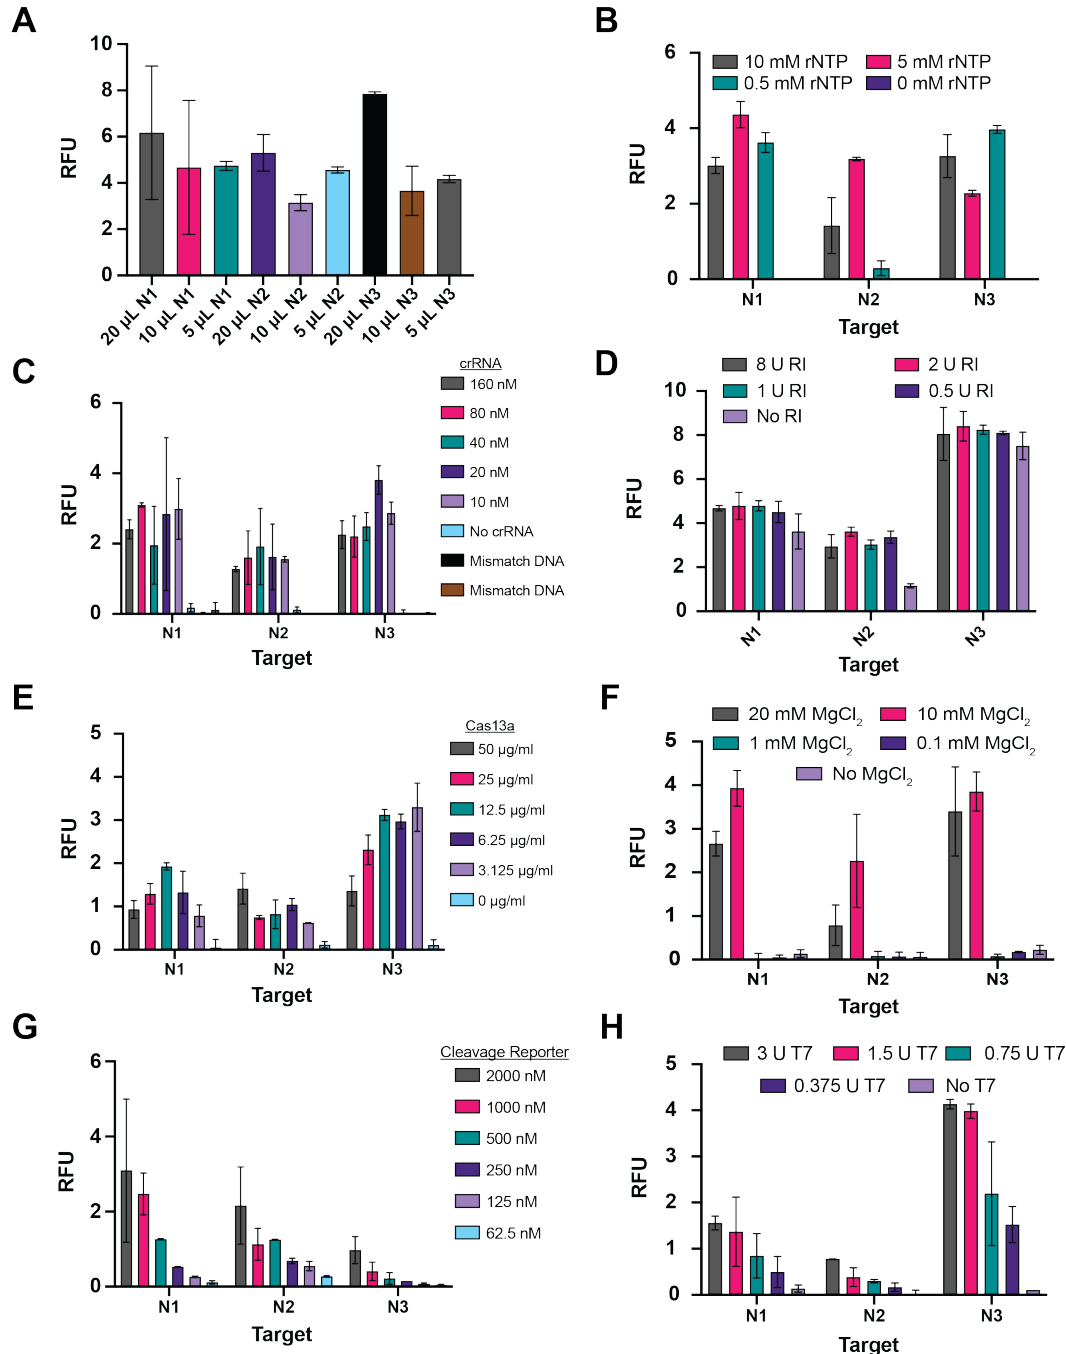 A
10
8
6
4
2
0
RFU
20 µL N1
10 µL N1
5 µL N1
20 µL N2
10 µL N2
5 µL N2
20 µL N3
10 µL N3
5 µL N3
B
10 mM rNTP
5 mM rNTP
0.5 mM rNTP
0 mM rNTP
6
4
2
0
RFU
N1
N2
N3
Target
C
crRNA
160 nM
80 nM
40 nM
20 nM
10 nM
No crRNA
Mismatch DNA
Mismatch DNA
6
4
2
0
RFU
N1
N2
N3
Target
D
8 U RI
2 U RI
1 U RI
0.5 U RI
No RI
10
8
6
4
2
0
RFU
N1
N2
N3
Target
E
Cas13a
50 µg/ml
25 µg/ml
12.5 µg/ml
6.25 µg/ml
3.125 µg/ml
0 µg/ml
5
4
3
2
1
0
RFU
N1
N2
N3
Target
F
20 mM MgCl2
10 mM MgCl2
1 mM MgCl2
0.1 mM MgCl2
No MgCl2
5
4
3
2
1
0
RFU
N1
N2
N3
Target
G
Cleavage Reporter
2000 nM
1000 nM
500 nM
250 nM
125 nM
62.5 nM
6
4
2
0
RFU
N1
N2
N3
Target
H
3 U T7
1.5 U T7
0.75 U T7
0.375 U T7
No T7
5
4
3
2
1
0
RFU
N1
N2
N3
Target